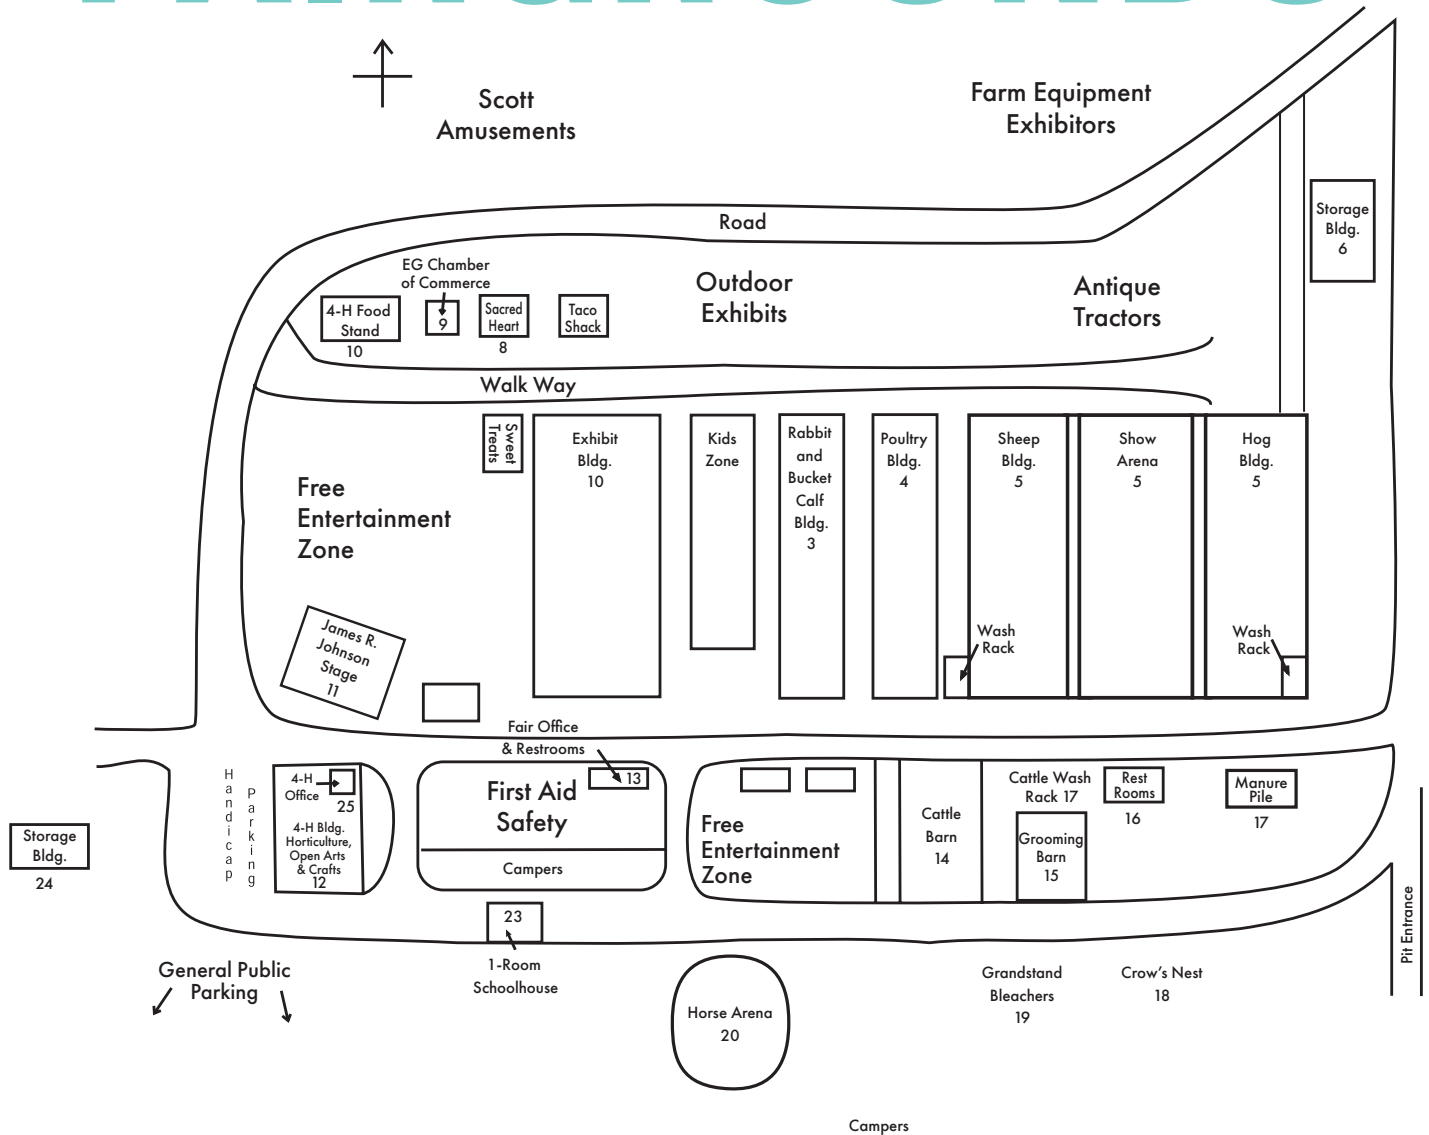 Scott
Amusements
Farm Equipment
Exhibitors
Storage
Bldg.
6
Road
EG Chamber
of Commerce
Outdoor
Exhibits
Antique
Tractors
4-H Food
Stand
10
9
Sacred
Heart
8
Taco
Shack
Walk Way
Sweet
Treats
Exhibit
Bldg.
10
Kids
Zone
Rabbit
and
Bucket
Calf
Bldg.
3
Poultry
Bldg.
4
Sheep
Bldg.
5
Show
Arena
5
Hog
Bldg.
5
Free
Entertainment
Zone
James R.
Johnson
Stage
11
Wash
Rack
Wash
Rack
Fair Office
& Restrooms
13
Handicap
Parking
4-H
Office
25
4-H Bldg.
Horticulture,
Open Arts
& Crafts
12
First Aid
Safety
Campers
Free
Entertainment
Zone
Cattle
Barn
14
Cattle Wash
Rack 17
Grooming
Barn
15
Rest
Rooms
16
Manure
Pile
17
Storage
Bldg.
24
Pit Entrance
23
1-Room
Schoolhouse
General Public
Parking
Horse Arena
20
Grandstand
Bleachers
19
Crow's Nest
18
Campers